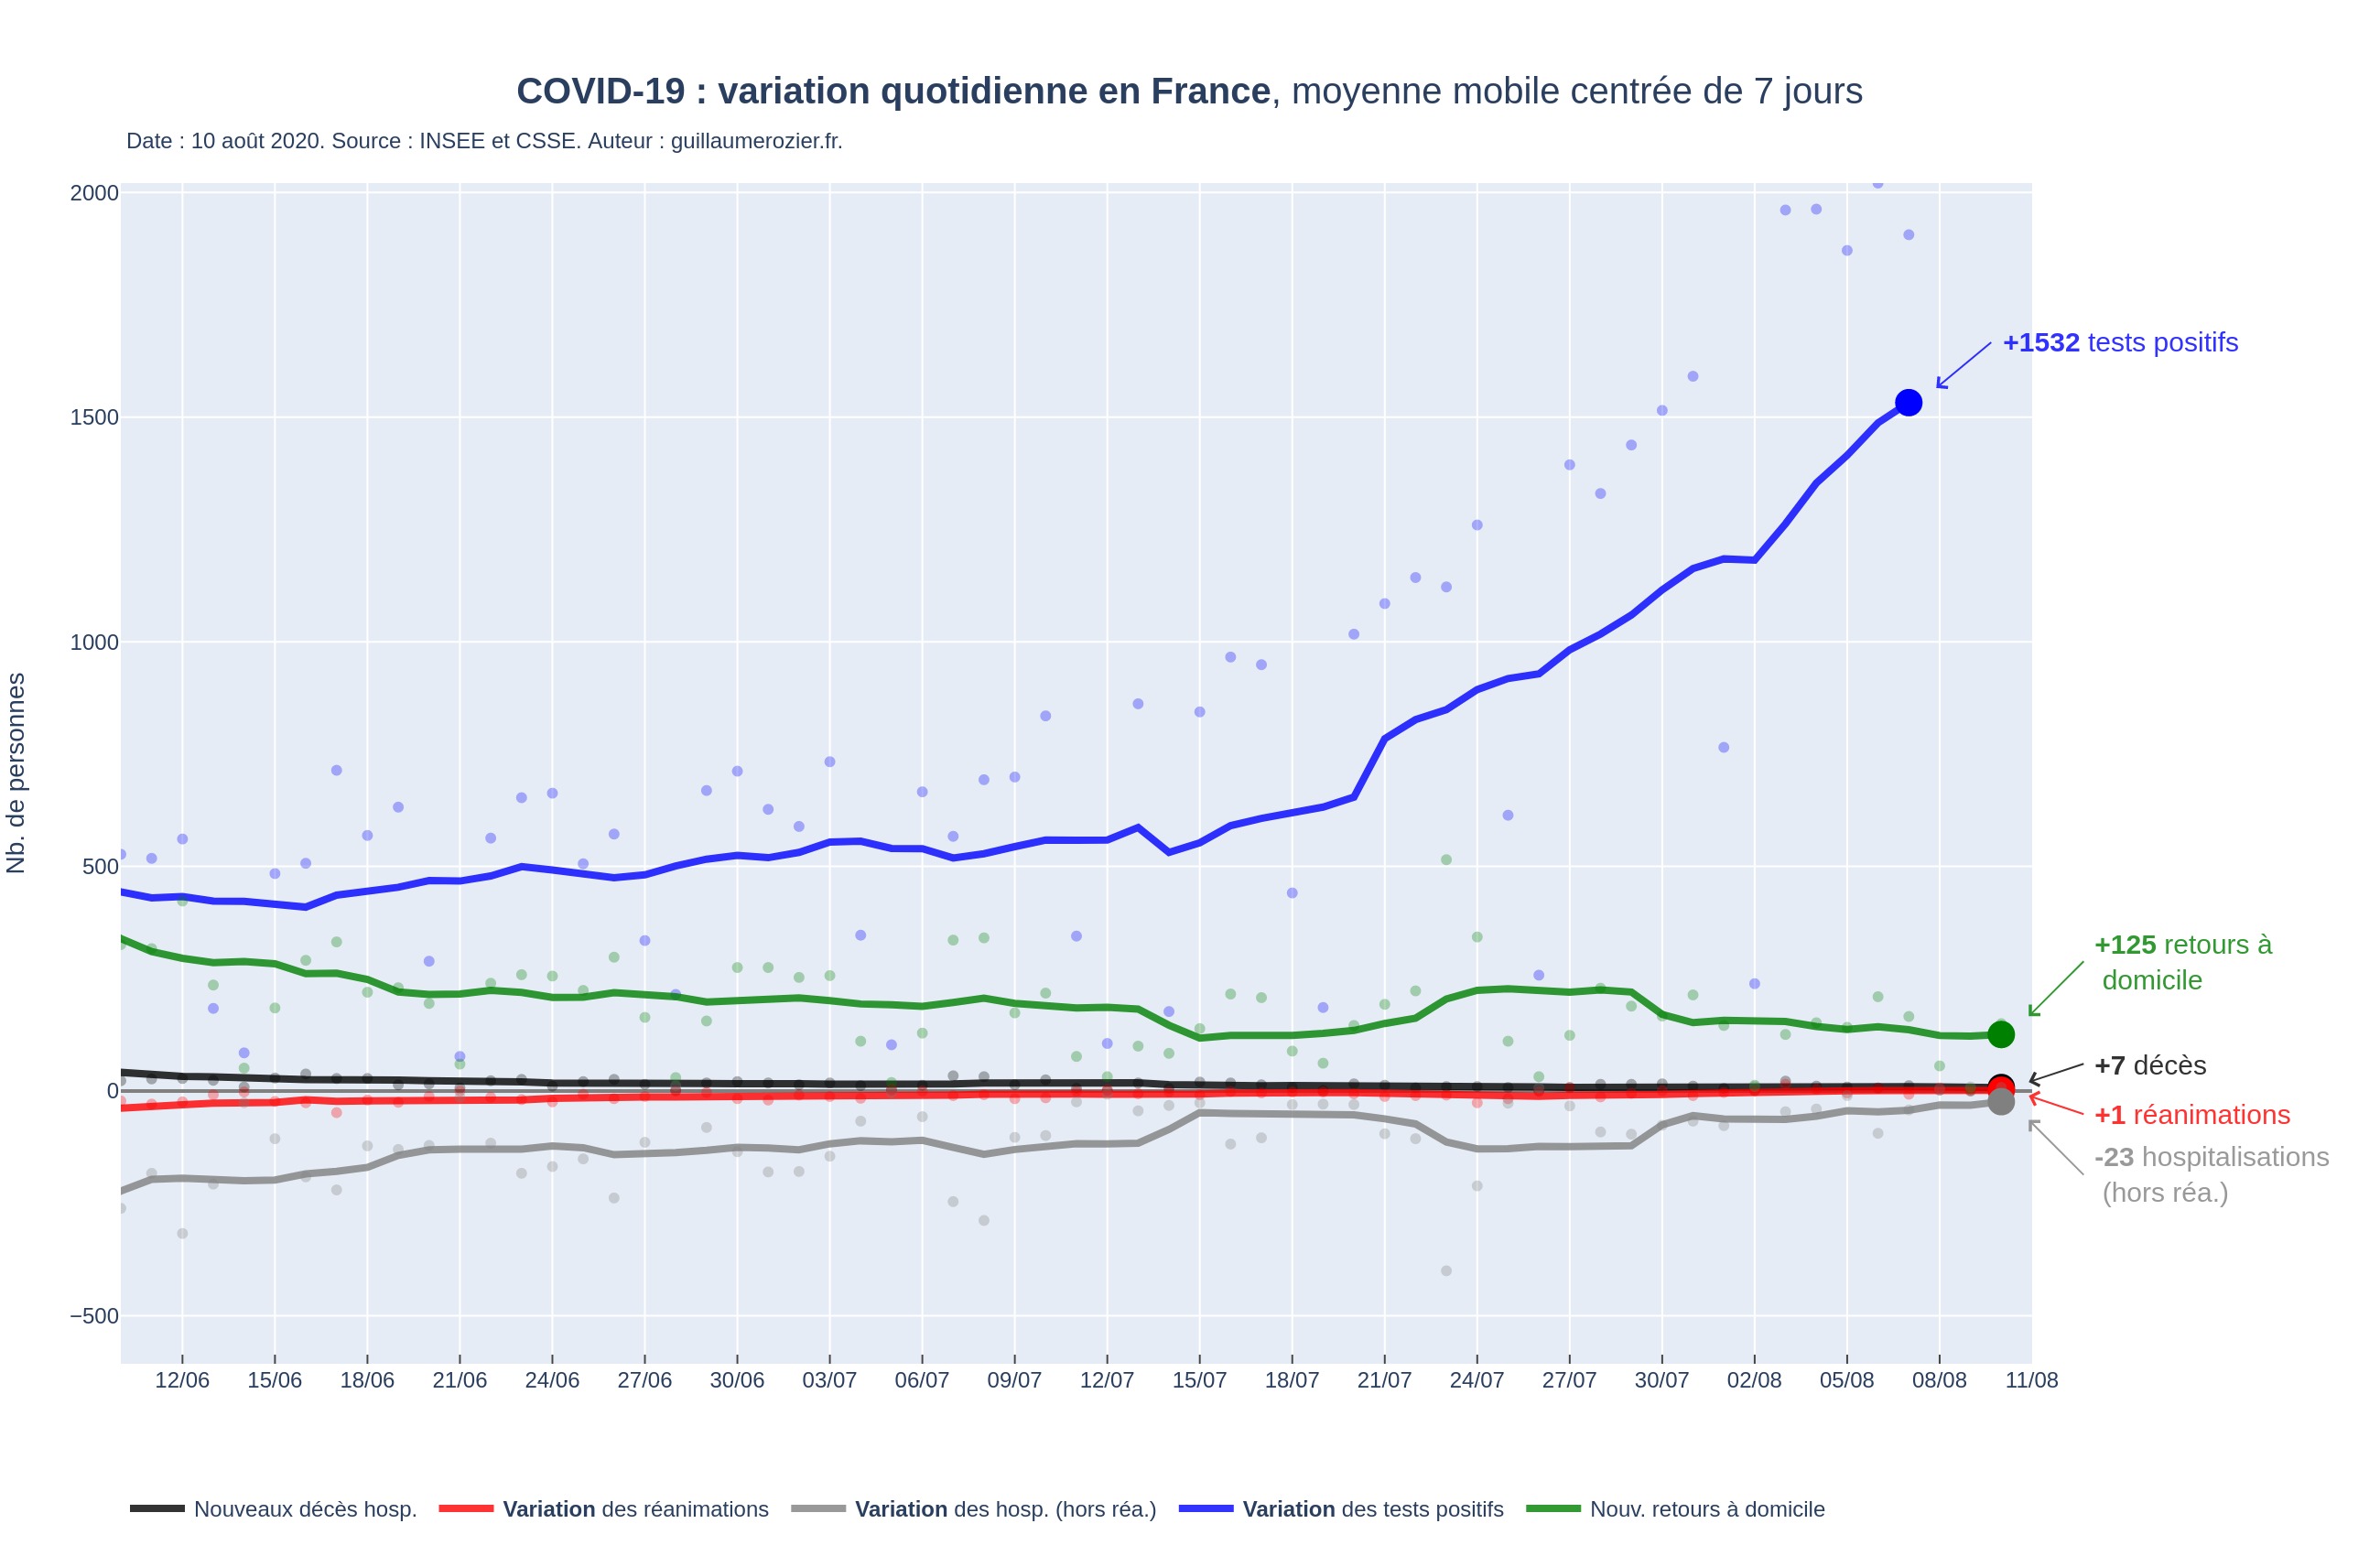 COVID-19 : variation quotidienne en France, moyenne mobile centrée de 7 jours
Date : 10 août 2020. Source : INSEE et CSSE. Auteur : guillaumerozier.fr.
Nb. de personnes
2000
1500
1000
500
0
−500
+1532 tests positifs
+125 retours à
domicile
+7 décès
+1 réanimations
-23 hospitalisations
(hors réa.)
12/06 15/06 18/06 21/06 24/06 27/06 30/06 03/07 06/07 09/07 12/07 15/07 18/07 21/07 24/07 27/07 30/07 02/08 05/08 08/08 11/08
Nouveaux décès hosp. Variation des réanimations Variation des hosp. (hors réa.) Variation des tests positifs Nouv. retours à domicile